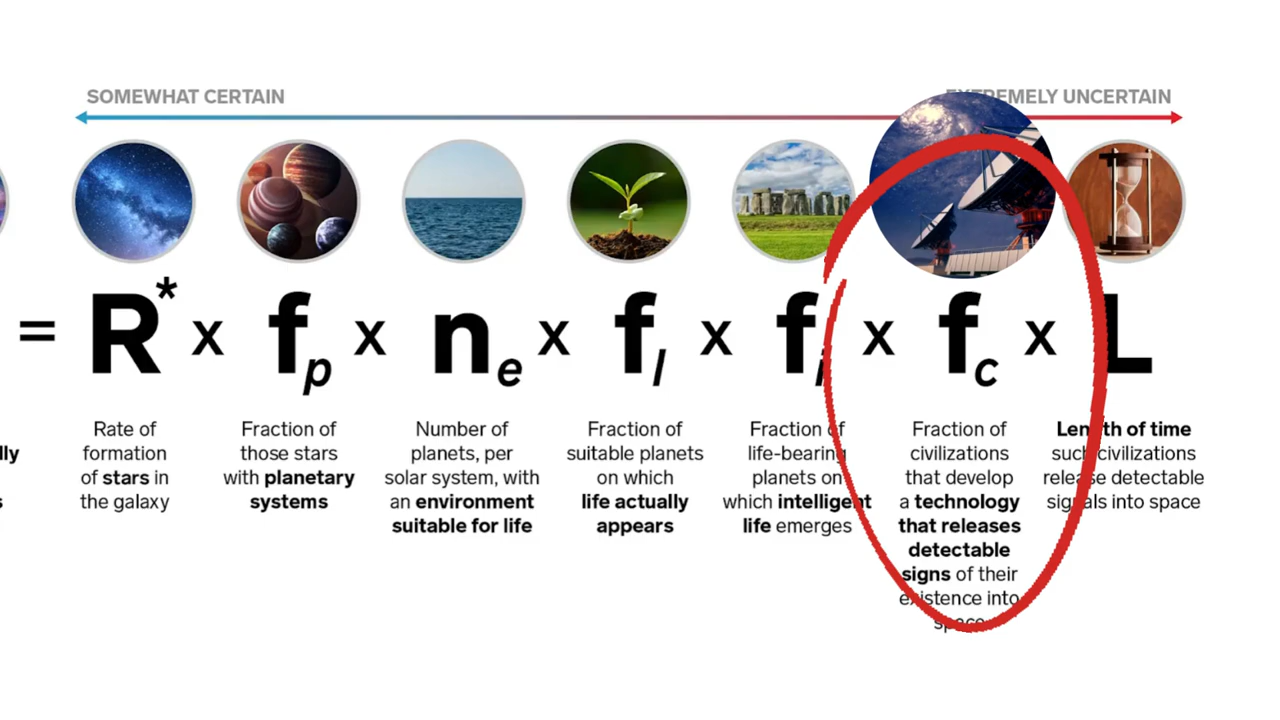 SOMEWHAT CERTAIN
EXTREMELY UNCERTAIN
= R* x fp x ne x fl x fi x fc x L
lly
s
Rate of
formation
of stars in
the galaxy
Fraction of
those stars
with planetary
systems
Number of
planets, per
solar system, with
an environment
suitable for life
Fraction of
suitable planets
on which
life actually
appears
Fraction of
life-bearing
planets on
which intelligent
life emerges
Fraction of
civilizations
that develop
a technology
that releases
detectable
signs of their
existence into
space
Length of time
such civilizations
release detectable
signals into space